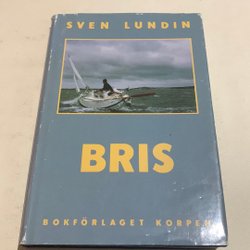 SVEN LUNDIN
BRIS
BOKFÖRLAGET KORPEN